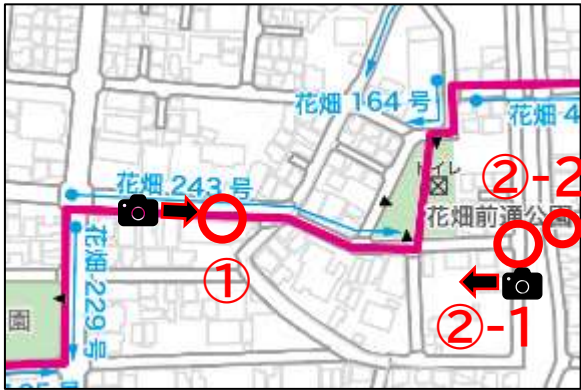 花畑 164 号
花畑 4
トイレ
②-2
花畑 243 号
花畑前通公園
①
花畑 229 号
②-1
園